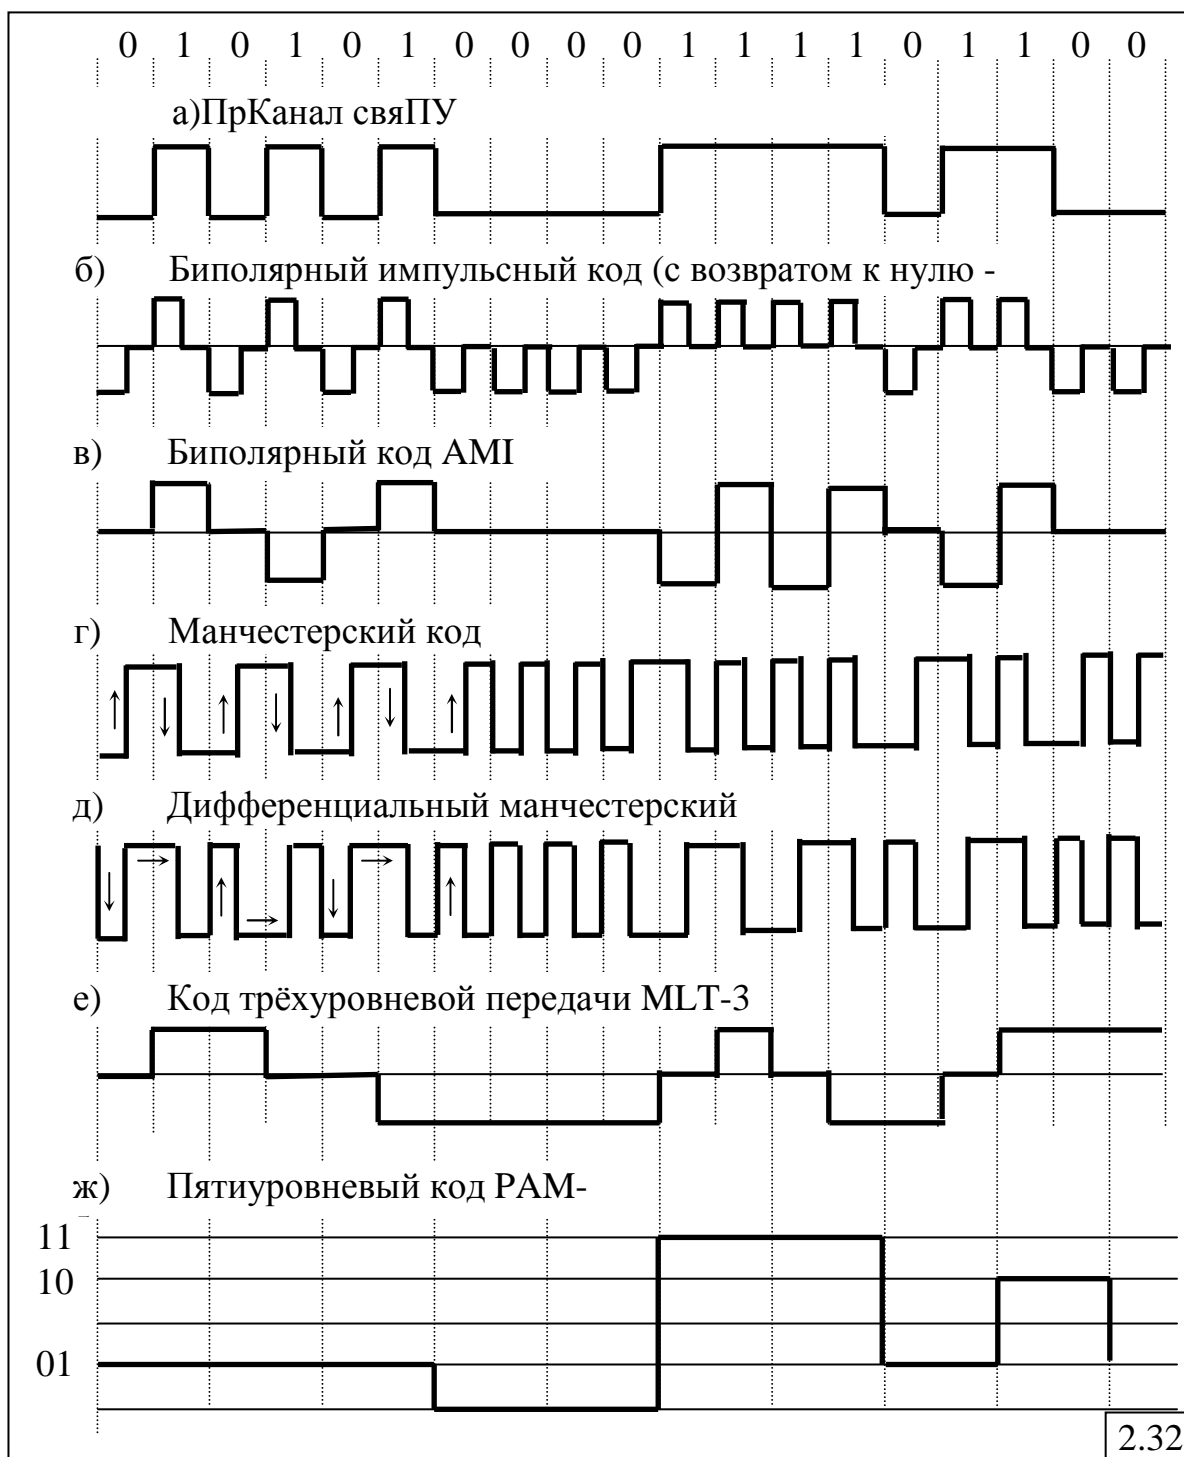 0 1 0 1 0 1 0 0 0 0 1 1 1 1 0 1 1 0 0
а)ПрКанал свяПУ
б) Биполярный импульсный код (с возвратом к нулю -
в) Биполярный код AMI
г) Манчестерский код
д) Дифференциальный манчестерский
е) Код трёхуровневой передачи MLT-3
ж) Пятиуровневый код PAM-
11
10
01
2.32